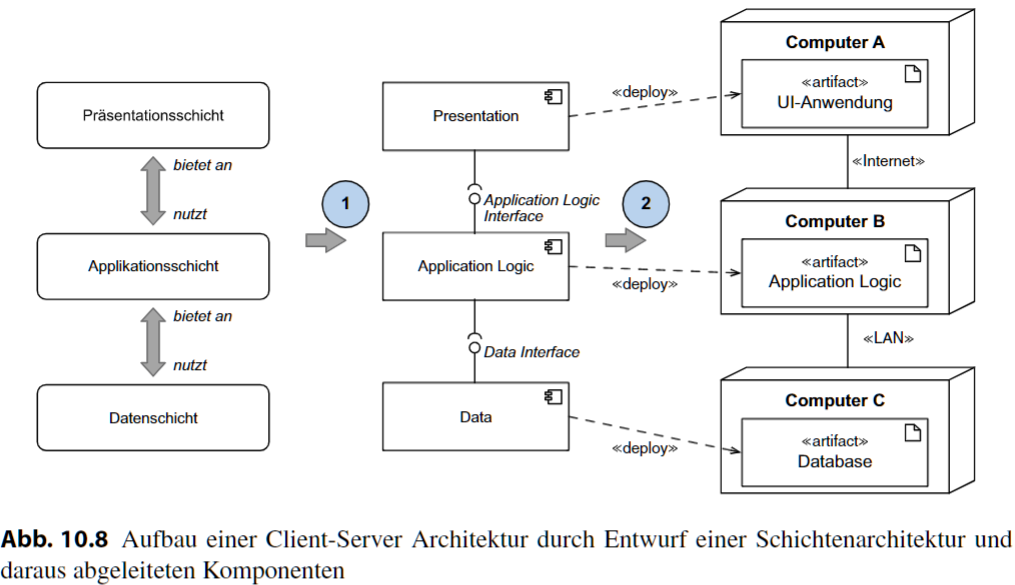 Präsentationsschicht
bietet an
nutzt
Applikationsschicht
bietet an
nutzt
Datenschicht
1
Presentation
Application Logic
Interface
Application Logic
Data Interface
Data
2
«deploy»
«deploy»
«deploy»
Computer A
«artifact»
UI-Anwendung
«Internet»
Computer B
«artifact»
Application Logic
«LAN»
Computer C
«artifact»
Database
Abb. 10.8 Aufbau einer Client-Server Architektur durch Entwurf einer Schichtenarchitektur und
daraus abgeleiteten Komponenten